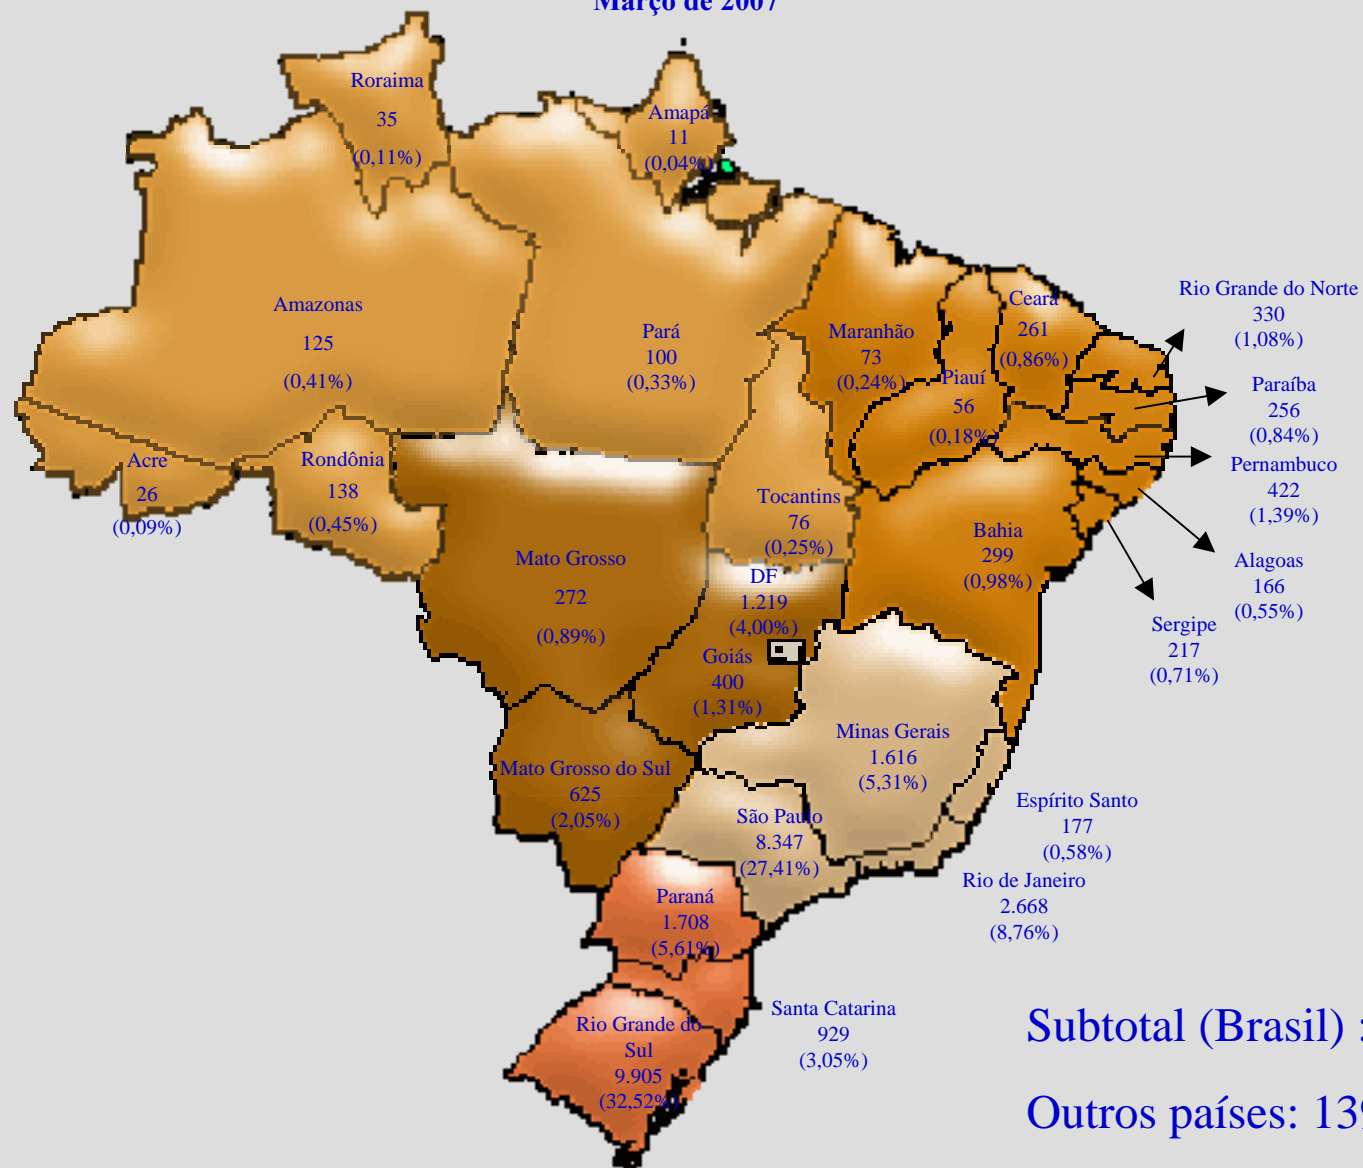 Março de 2007
Roraima
35
(0,11%)
Amapá
11
(0,04%)
Amazonas
125
(0,41%)
Pará
100
(0,33%)
Maranhão
73
(0,24%)
Piauí
56
(0,18%)
Ceará
261
(0,86%)
Rio Grande do Norte
330
(1,08%)
Paraíba
256
(0,84%)
Pernambuco
422
(1,39%)
Alagoas
166
(0,55%)
Sergipe
217
(0,71%)
Acre
26
(0,09%)
Rondônia
138
(0,45%)
Tocantins
76
(0,25%)
Bahia
299
(0,98%)
Mato Grosso
272
(0,89%)
DF
1.219
(4,00%)
Goiás
400
(1,31%)
Minas Gerais
1.616
(5,31%)
Mato Grosso do Sul
625
(2,05%)
São Paulo
8.347
(27,41%)
Espírito Santo
177
(0,58%)
Rio de Janeiro
2.668
(8,76%)
Paraná
1.708
(5,61%)
Santa Catarina
929
(3,05%)
Rio Grande do
Sul
9.905
(32,52%)
Subtotal (Brasil) :
Outros países: 13